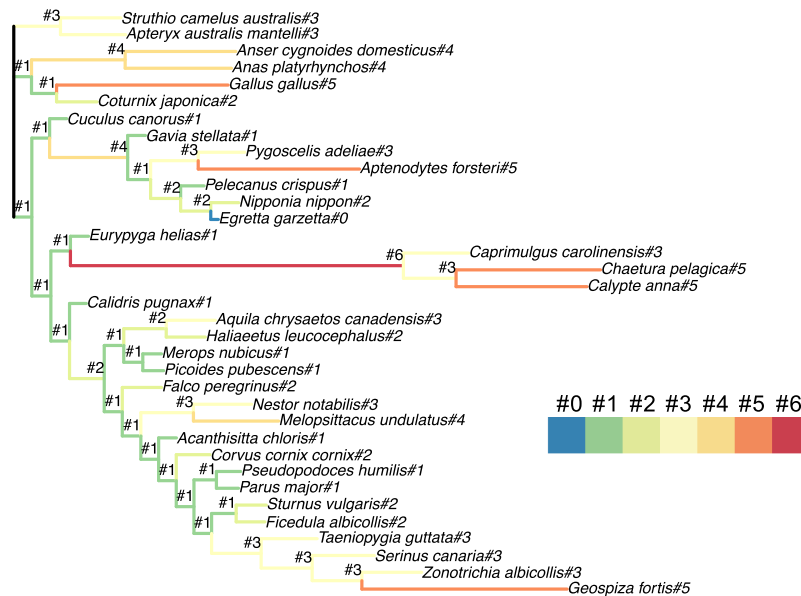 #3 Struthio camelus australis#3
Apteryx australis mantelli#3
#4 Anser cygnoides domesticus#4
#1 Anas platyrhynchos#4
#1 Gallus gallus#5
Coturnix japonica#2
#1 Cuculus canorus#1
#4 Gavia stellata#1
#3 Pygoscelis adeliae#3
#1 Aptenodytes forsteri#5
#2 Pelecanus crispus#1
#2 Nipponia nippon#2
#1 Egretta garzetta#0
#1 Eurypyga helias#1
#6 Caprimulgus carolinensis#3
#3 Chaetura pelagica#5
Calypte anna#5
#1 Calidris pugnax#1
#2 Aquila chrysaetos canadensis#3
#1 Haliaeetus leucocephalus#2
#1 Merops nubicus#1
#2 Picoides pubescens#1
#1 Falco peregrinus#2
#3 Nestor notabilis#3
#1 Melopsittacus undulatus#4
#1 Acanthisitta chloris#1
#1 Corvus cornix cornix#2
#1 Pseudopodoces humilis#1
#1 Parus major#1
#1 Sturnus vulgaris#2
#1 Ficedula albicollis#2
#3 Taeniopygia guttata#3
#3 Serinus canaria#3
#3 Zonotrichia albicollis#3
Geospiza fortis#5
#1
#0 #1 #2 #3 #4 #5 #6